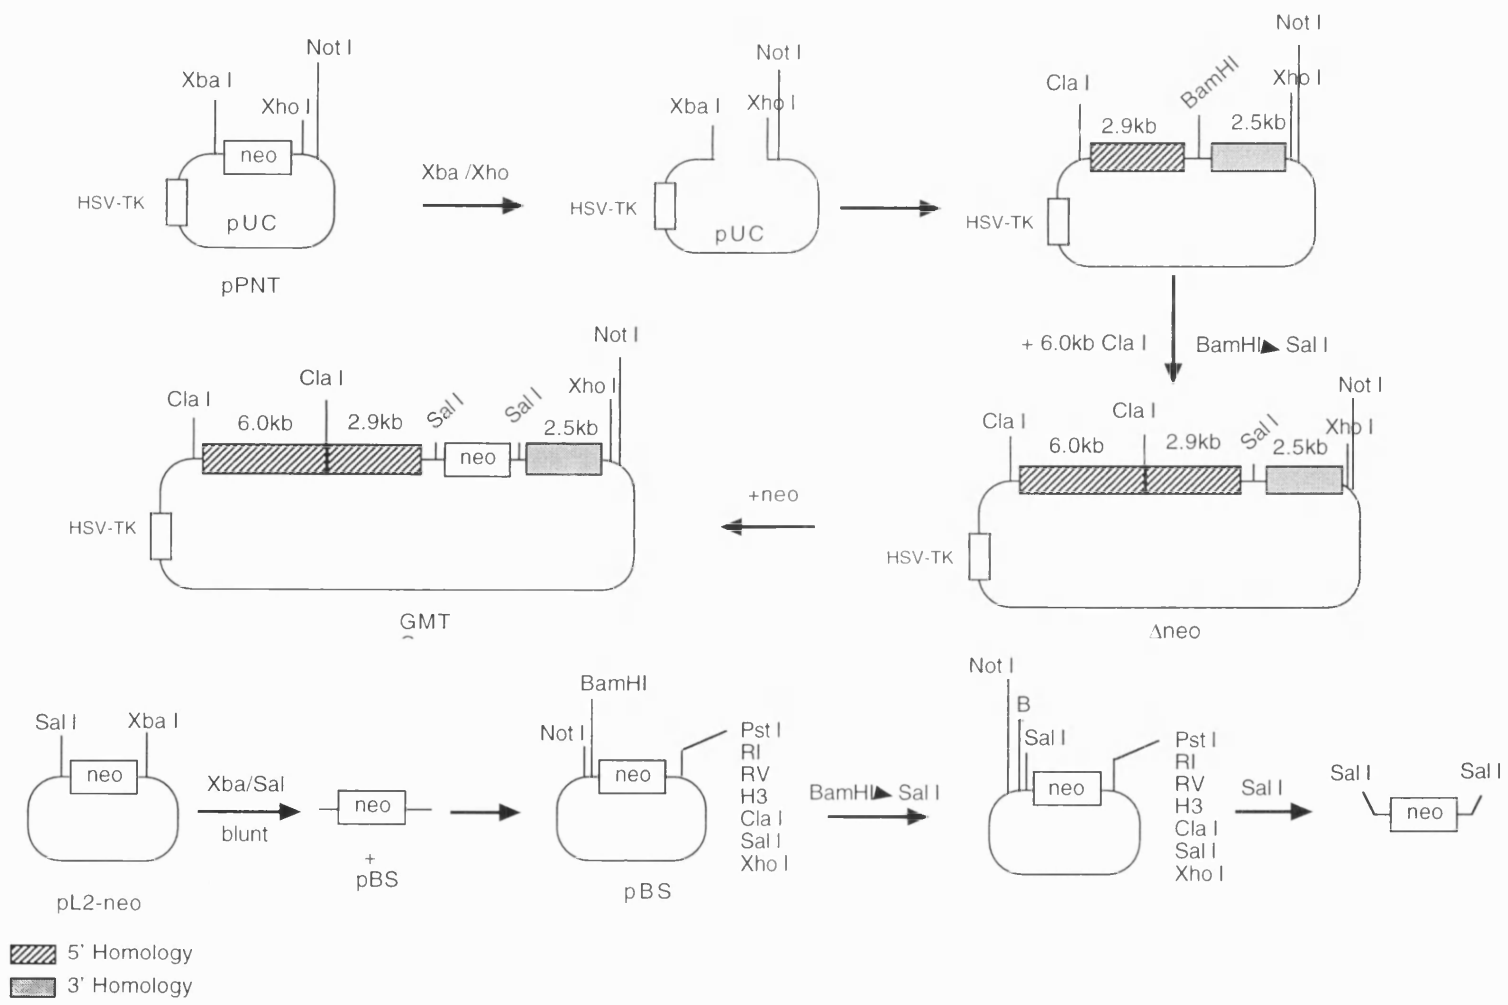 Not I
Xba I
Xho I
neo
HSV-TK
pUC
pPNT
Xba /Xho
Not I
Xba I
Xho I
HSV-TK
pUC
Not I
Cla I
BamHI
Xho I
2.9kb
2.5kb
HSV-TK
+ 6.0kb Cla I
BamHI
Sal I
Not I
Cla I
Cla I
Sal I
Sal I
Xho I
6.0kb
2.9kb
2.5kb
neo
HSV-TK
GMT
+neo
Not I
Cla I
Cla I
Sal I
Xho I
6.0kb
2.9kb
2.5kb
HSV-TK
Δneo
Sal I
Xba I
neo
pL2-neo
Xba/Sal
blunt
neo
+
pBS
BamHI
Not I
neo
pBS
Pst I
RI
RV
H3
Cla I
Sal I
Xho I
BamHI
Sal I
Not I
B
Sal I
neo
Pst I
RI
RV
H3
Cla I
Sal I
Xho I
Sal I
Sal I
Sal I
neo
5' Homology
3' Homology